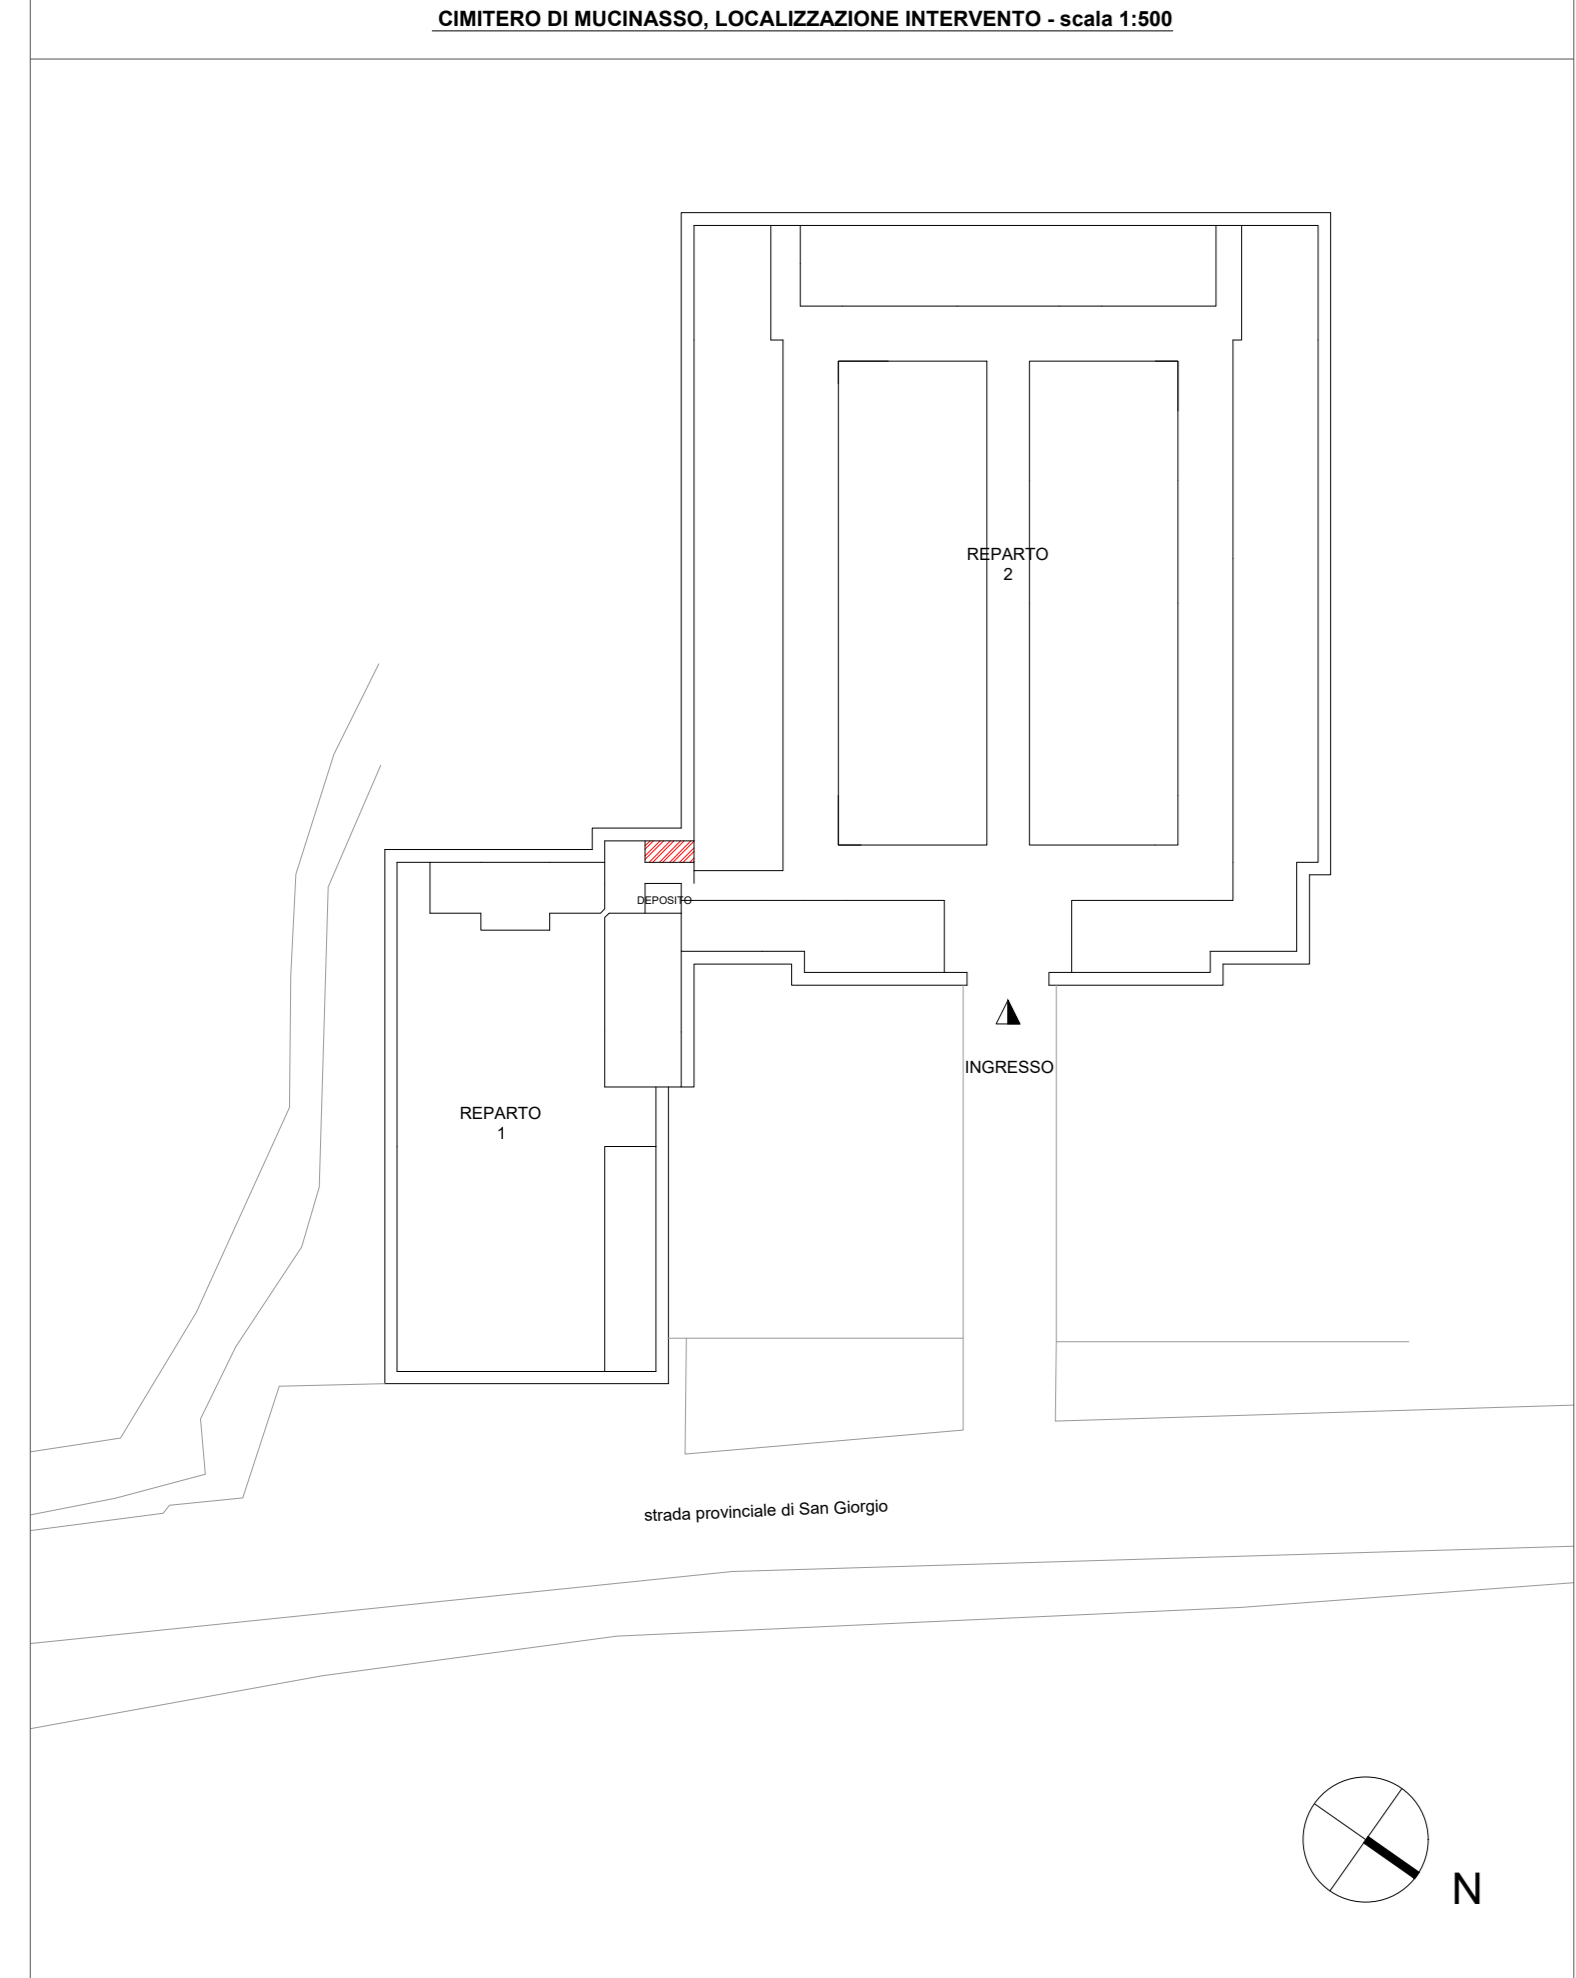 CIMITERO DI MUCINASSO, LOCALIZZAZIONE INTERVENTO - scala 1:500
REPARTO
2
DEPOSITO
INGRESSO
REPARTO
1
strada provinciale di San Giorgio
N